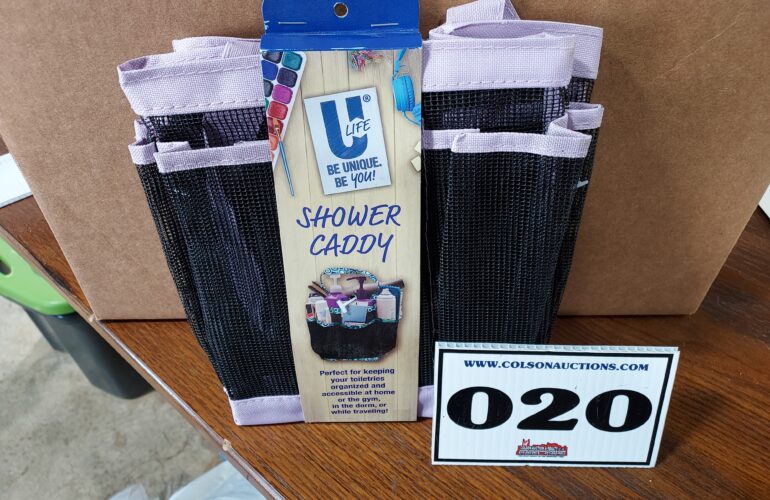 U
LIFE
®
BE UNIQUE.
BE YOU!
SHOWER
CADDY
Perfect for keeping
your toiletries
organized and
accessible at home
or the gym,
in the dorm, or
while traveling!
WWW.COLSONAUCTIONS.COM
020